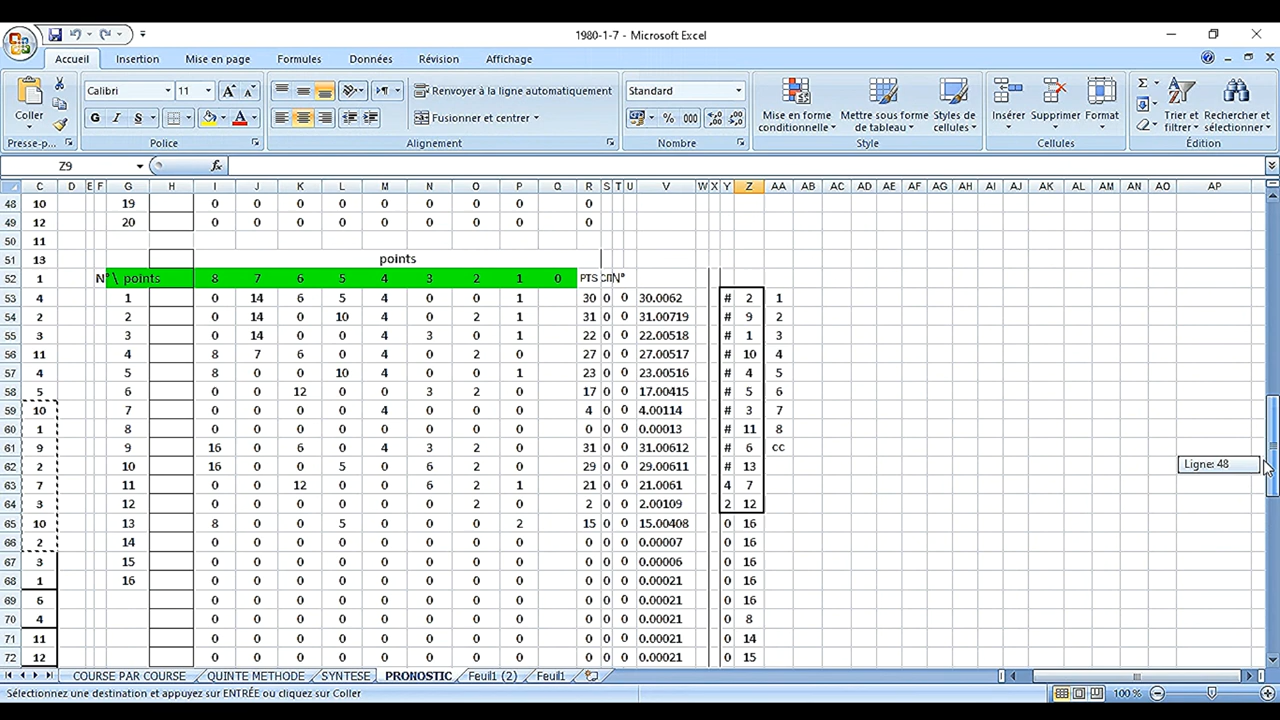 1980-1-7 - Microsoft Excel
Accueil Insertion Mise en page Formules Données Révision Affichage
Coller
Calibri 11
Renvoyer à la ligne automatiquement
Standard
G I S
Fusionner et centrer
% 000
Mise en forme conditionnelle
Mettre sous forme de tableau
Styles de cellules
Insérer Supprimer Format
Trier et filtrer
Rechercher et sélectionner
Presse-p... Police Alignement Nombre Style Cellules Édition
Z9 fx
C D E F G H I J K L M N O P Q R S T U V W X Y Z AA AB AC AD AE AF AG AH AI AJ AK AL AM AN AO AP
48 10 19 0 0 0 0 0 0 0 0 0
49 12 20 0 0 0 0 0 0 0 0 0
50 11
51 13 points
52 1 N° \ points 8 7 6 5 4 3 2 1 0 PTS N°
53 4 1 0 14 6 5 4 0 0 1 30 0 0 30.0062 # 2 1
54 4 2 0 14 0 10 4 0 2 1 31 0 0 31.00719 # 9 2
55 3 3 0 14 0 0 4 3 0 1 22 0 0 22.00518 # 1 3
56 11 4 8 7 6 0 4 0 2 0 27 0 0 27.00517 # 10 4
57 4 5 8 0 0 10 4 0 0 1 23 0 0 23.00516 # 4 5
58 5 6 0 0 12 0 0 3 2 0 17 0 0 17.00415 # 5 6
59 10 7 0 0 0 0 4 0 0 0 4 0 0 4.00114 # 3 7
60 1 8 0 0 0 0 0 0 0 0 0 0 0 0.00013 # 11 8
61 9 9 16 0 6 0 4 3 2 0 31 0 0 31.00612 # 6 cc
62 2 10 16 0 0 5 0 6 2 0 29 0 0 29.00611 # 13
63 7 11 0 0 12 0 0 6 2 1 21 0 0 21.0061 4 7
64 3 12 0 0 0 0 0 0 2 0 2 0 0 2.00109 2 12
65 10 13 8 0 0 5 0 0 0 2 15 0 0 15.00408 0 16
66 2 14 0 0 0 0 0 0 0 0 0 0 0 0.00007 0 16
67 3 15 0 0 0 0 0 0 0 0 0 0 0 0.00006 0 16
68 1 16 0 0 0 0 0 0 0 0 0 0 0 0.00021 0 16
69 6 0 0 0 0 0 0 0 0 0 0 0 0.00021 0 16
70 4 0 0 0 0 0 0 0 0 0 0 0 0.00021 0 8
71 11 0 0 0 0 0 0 0 0 0 0 0 0.00021 0 14
72 12 0 0 0 0 0 0 0 0 0 0 0 0.00021 0 15
Ligne: 48
COURSE PAR COURSE QUINTE METHODE SYNTESE PRONOSTIC Feuil1 (2) Feuil1
Sélectionnez une destination et appuyez sur ENTRÉE ou cliquez sur Coller 100 %